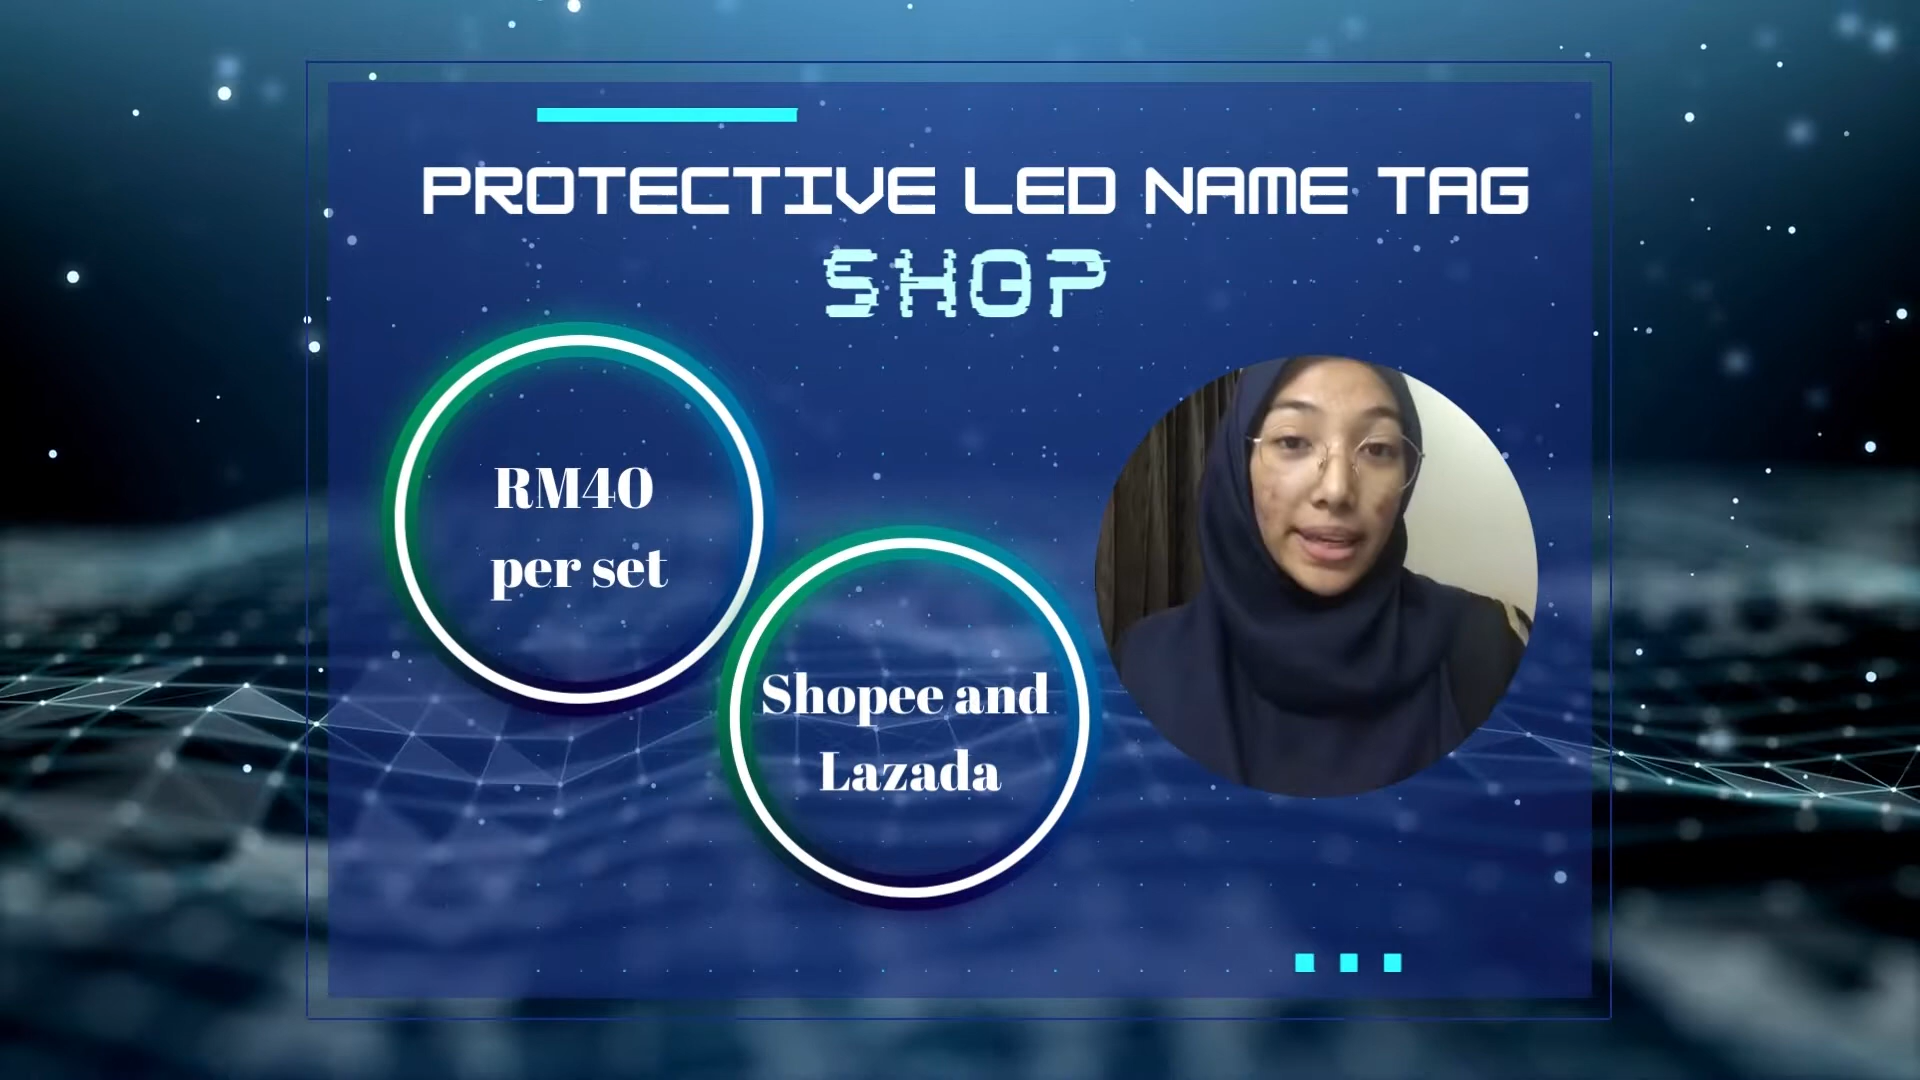 PROTECTIVE LED NAME TAG
SHOP
RM40
per set
Shopee and
Lazada